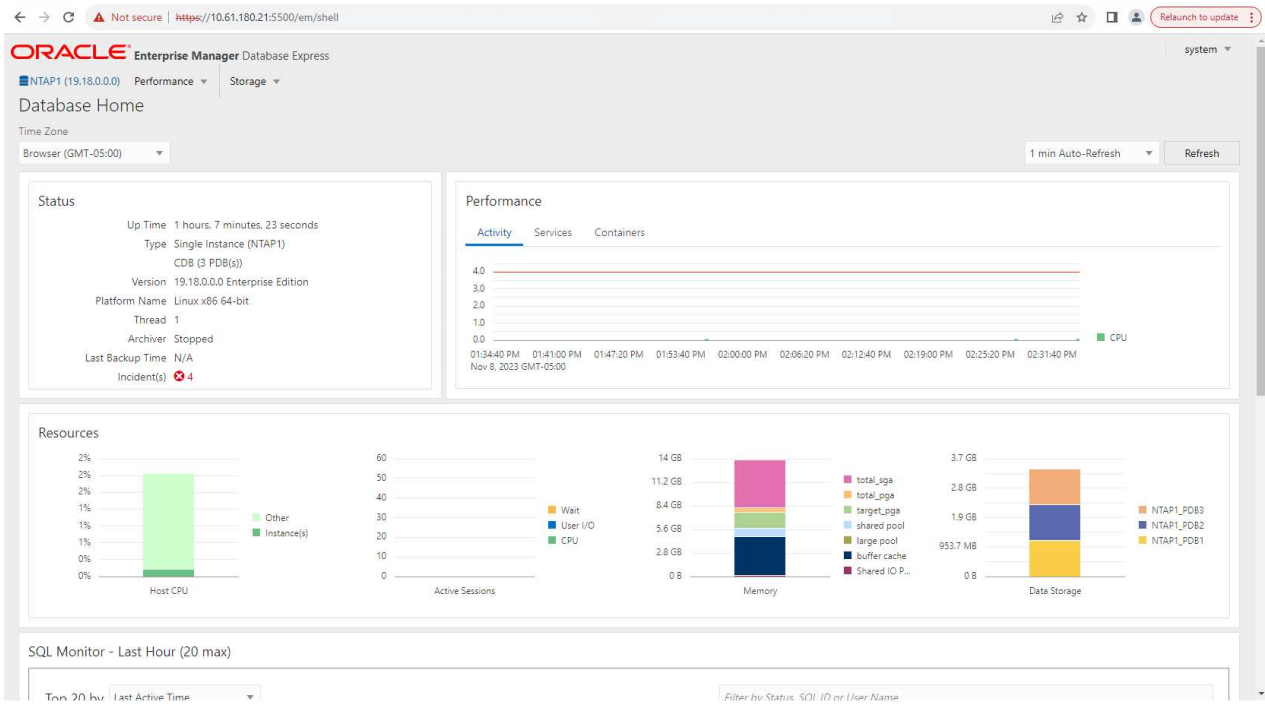 Not secure | https://10.61.180.21:5500/em/shell
Relaunch to update
ORACLE Enterprise Manager Database Express
system
NTAP1 (19.18.0.0.0) Performance Storage
Database Home
Time Zone
Browser (GMT-05:00)
1 min Auto-Refresh
Refresh
Status
Up Time 1 hours, 7 minutes, 23 seconds
Type Single Instance (NTAP1)
CDB (3 PDB(s))
Version 19.18.0.0.0 Enterprise Edition
Platform Name Linux x86 64-bit
Thread 1
Archiver Stopped
Last Backup Time N/A
Incident(s) 4
Performance
Activity Services Containers
4.0
3.0
2.0
1.0
0.0
CPU
01:34:40 PM 01:41:00 PM 01:47:20 PM 01:53:40 PM 02:00:00 PM 02:06:20 PM 02:12:40 PM 02:19:00 PM 02:25:20 PM 02:31:40 PM
Nov 8, 2023 GMT-05:00
Resources
2%
2%
2%
1%
1%
1%
0%
0%
Other
Instance(s)
Host CPU
60
50
40
30
20
10
0
Wait
User I/O
CPU
Active Sessions
14 GB
11.2 GB
8.4 GB
5.6 GB
2.8 GB
0 B
total_sga
total_pga
target_pga
shared pool
large pool
buffer cache
Shared IO P...
Memory
3.7 GB
2.8 GB
1.9 GB
953.7 MB
0 B
NTAP1_PDB3
NTAP1_PDB2
NTAP1_PDB1
Data Storage
SQL Monitor - Last Hour (20 max)
Top 20 by Last Active Time
Filter by Status, SQL ID or User Name